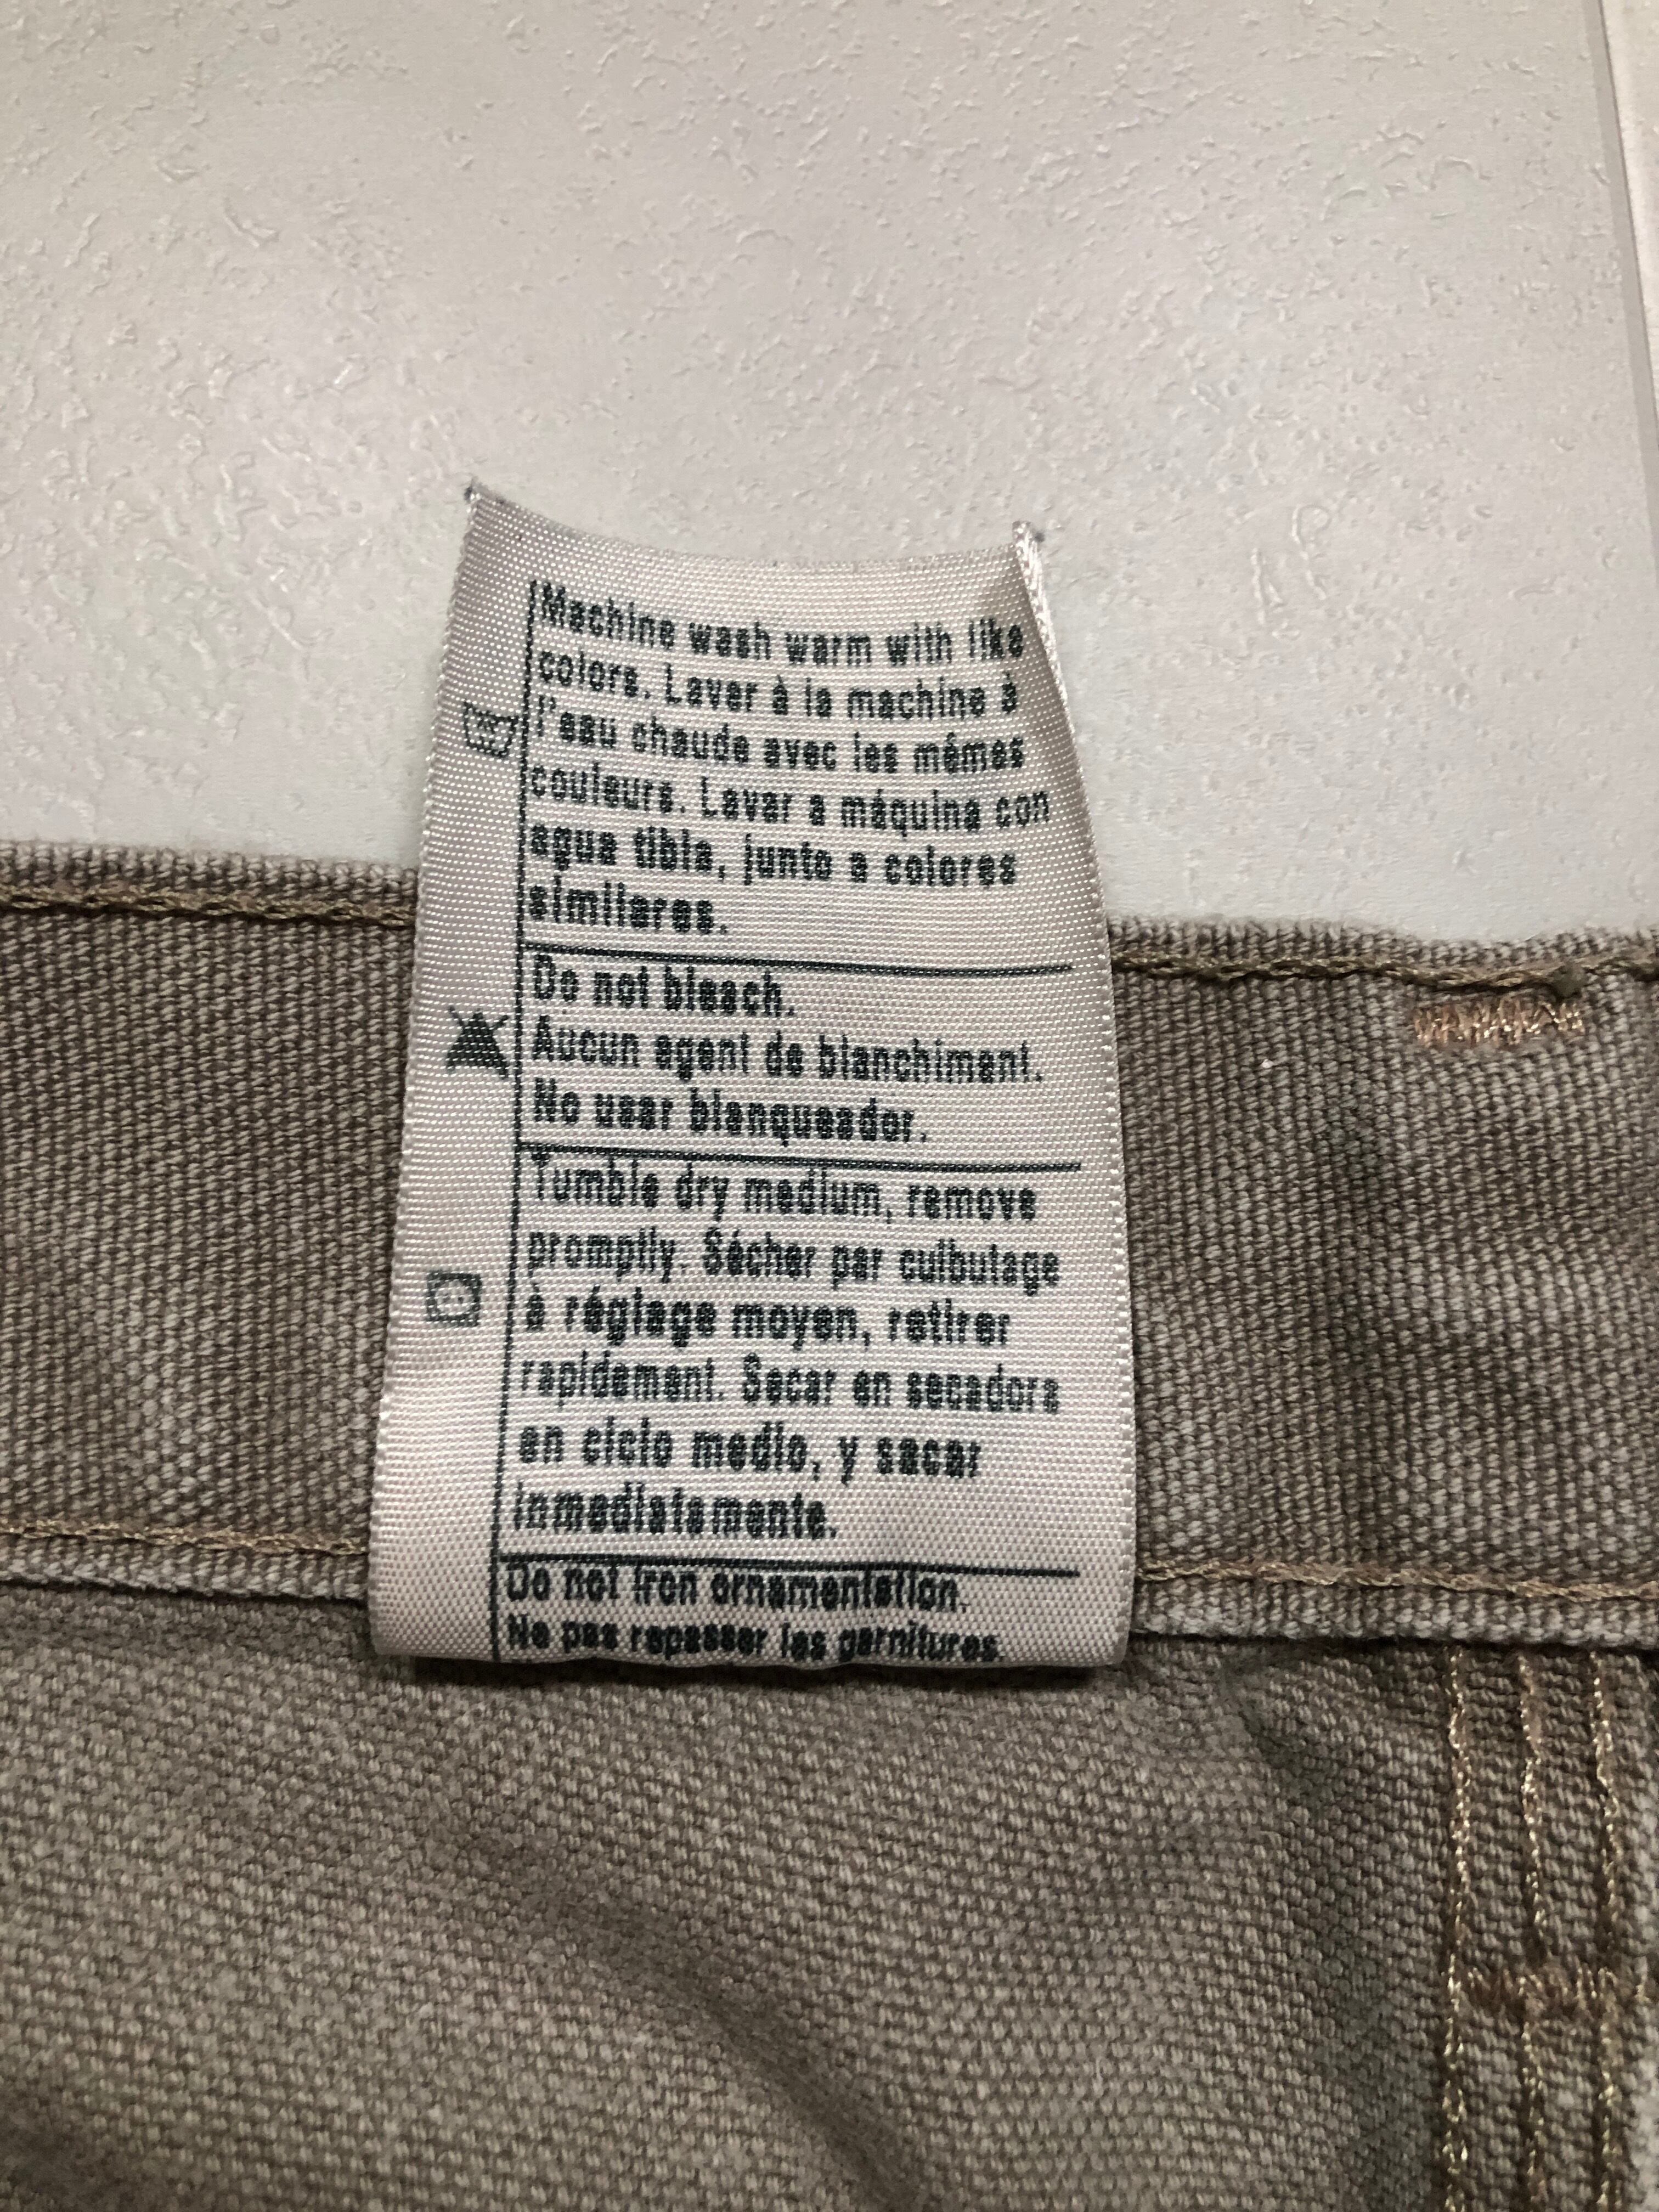 Machine wash warm with like
colors. Laver à la machine à
l'eau chaude avec les mêmes
couleurs. Lavar a máquina con
agua tibia, junto a colores
similares.
Do not bleach.
Aucun agent de blanchiment.
No usar blanqueador.
Tumble dry medium, remove
promptly. Sécher par culbutage
à réglage moyen, retirer
rapidement. Secar en secadora
en ciclo medio, y sacar
inmediatamente.
Do not iron ornamentation.
Ne pas repasser les garnitures.